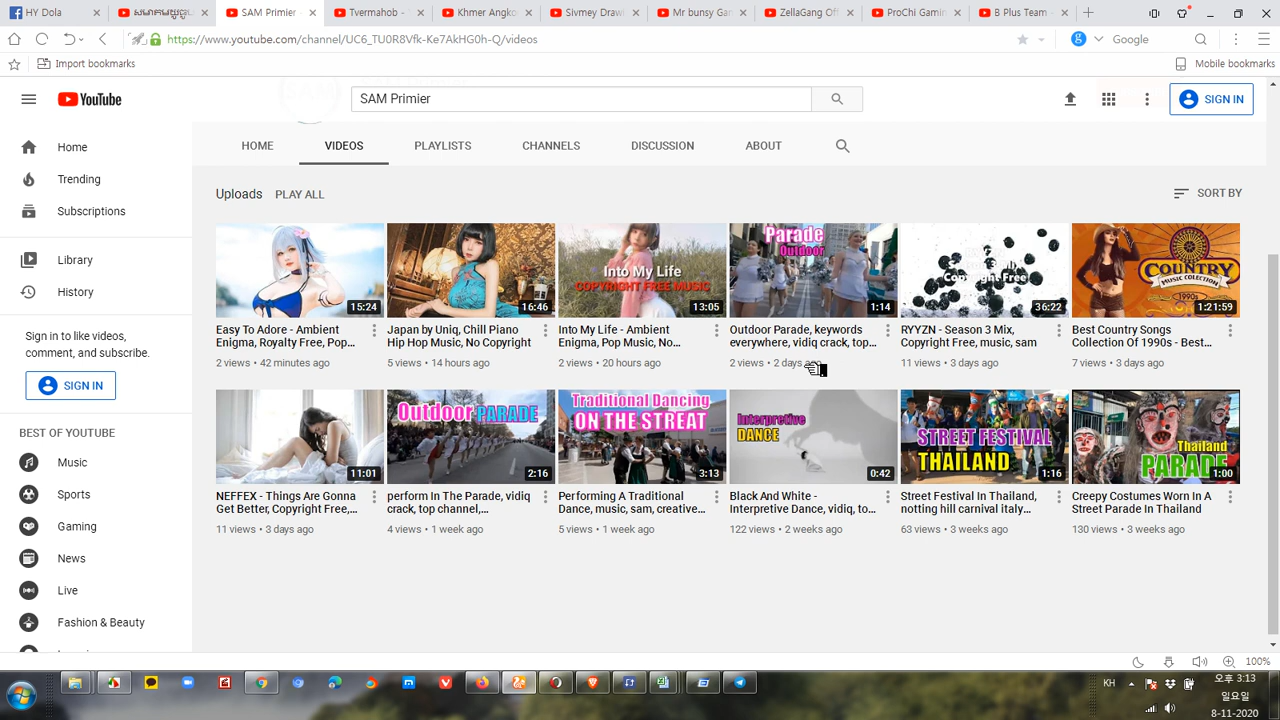 HY Dola
សមាគមប្លុក្ក
SAM Primier -
Tvermahob -
Khmer Angko
Sivmey Draw
Mr bunsy Gan
ZellaGang Off
ProChi Gamin
B Plus Team -
https://www.youtube.com/channel/UC6_TU0R8Vfk-Ke7AkHG0h-Q/videos
Google
Import bookmarks
Mobile bookmarks
YouTube
SAM Primier
SIGN IN
Home
Trending
Subscriptions
Library
History
Sign in to like videos,
comment, and subscribe.
SIGN IN
BEST OF YOUTUBE
Music
Sports
Gaming
News
Live
Fashion & Beauty
HOME
VIDEOS
PLAYLISTS
CHANNELS
DISCUSSION
ABOUT
Uploads
PLAY ALL
SORT BY
15:24
Easy To Adore - Ambient
Enigma, Royalty Free, Pop...
2 views • 42 minutes ago
16:46
Japan by Uniq, Chill Piano
Hip Hop Music, No Copyright
5 views • 14 hours ago
Into My Life
COPYRIGHT FREE MUSIC
13:05
Into My Life - Ambient
Enigma, Pop Music, No...
2 views • 20 hours ago
Parade
Outdoor
1:14
Outdoor Parade, keywords
everywhere, vidiq crack, top...
2 views • 2 days
36:22
RYYZN - Season 3 Mix,
Copyright Free, music, sam
11 views • 3 days ago
COUNTRY
MUSIC COLLECTION
1990s
1:21:59
Best Country Songs
Collection Of 1990s - Best...
7 views • 3 days ago
11:01
NEFFEX - Things Are Gonna
Get Better, Copyright Free,...
11 views • 3 days ago
Outdoor PARADE
2:16
perform In The Parade, vidiq
crack, top channel,...
4 views • 1 week ago
Traditional Dancing
ON THE STREAT
3:13
Performing A Traditional
Dance, music, sam, creative...
5 views • 1 week ago
Interpretive
DANCE
0:42
Black And White -
Interpretive Dance, vidiq, to...
122 views • 2 weeks ago
STREET FESTIVAL
THAILAND
1:16
Street Festival In Thailand,
notting hill carnival italy...
63 views • 3 weeks ago
Thailand
PARADE
1:00
Creepy Costumes Worn In A
Street Parade In Thailand
130 views • 3 weeks ago
100%
KH
오후 3:13
일요일
8-11-2020